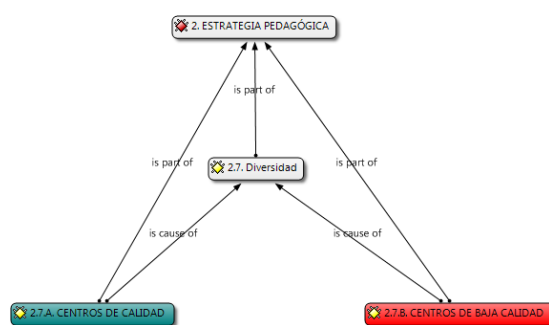 2. ESTRATEGIA PEDAGÓGICA
is part of
2.7. Diversidad
is part of
is part of
is cause of
is cause of
2.7.A. CENTROS DE CALIDAD
2.7.B. CENTROS DE BAJA CALIDAD